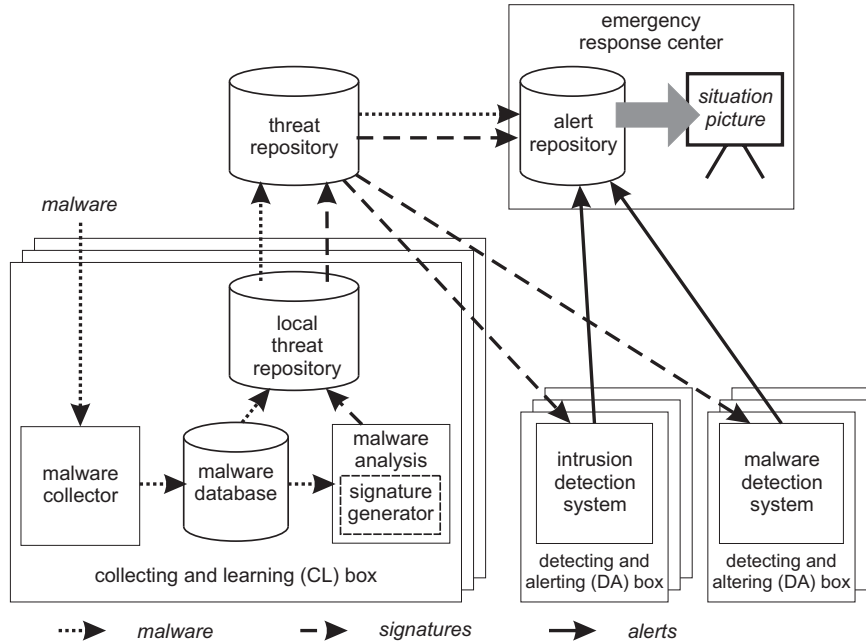 emergency
response center
threat
repository
alert
repository
situation
picture
malware
local
threat
repository
malware
collector
malware
database
malware
analysis
signature
generator
collecting and learning (CL) box
intrusion
detection
system
detecting and
alerting (DA) box
malware
detection
system
detecting and
altering (DA) box
malware
signatures
alerts